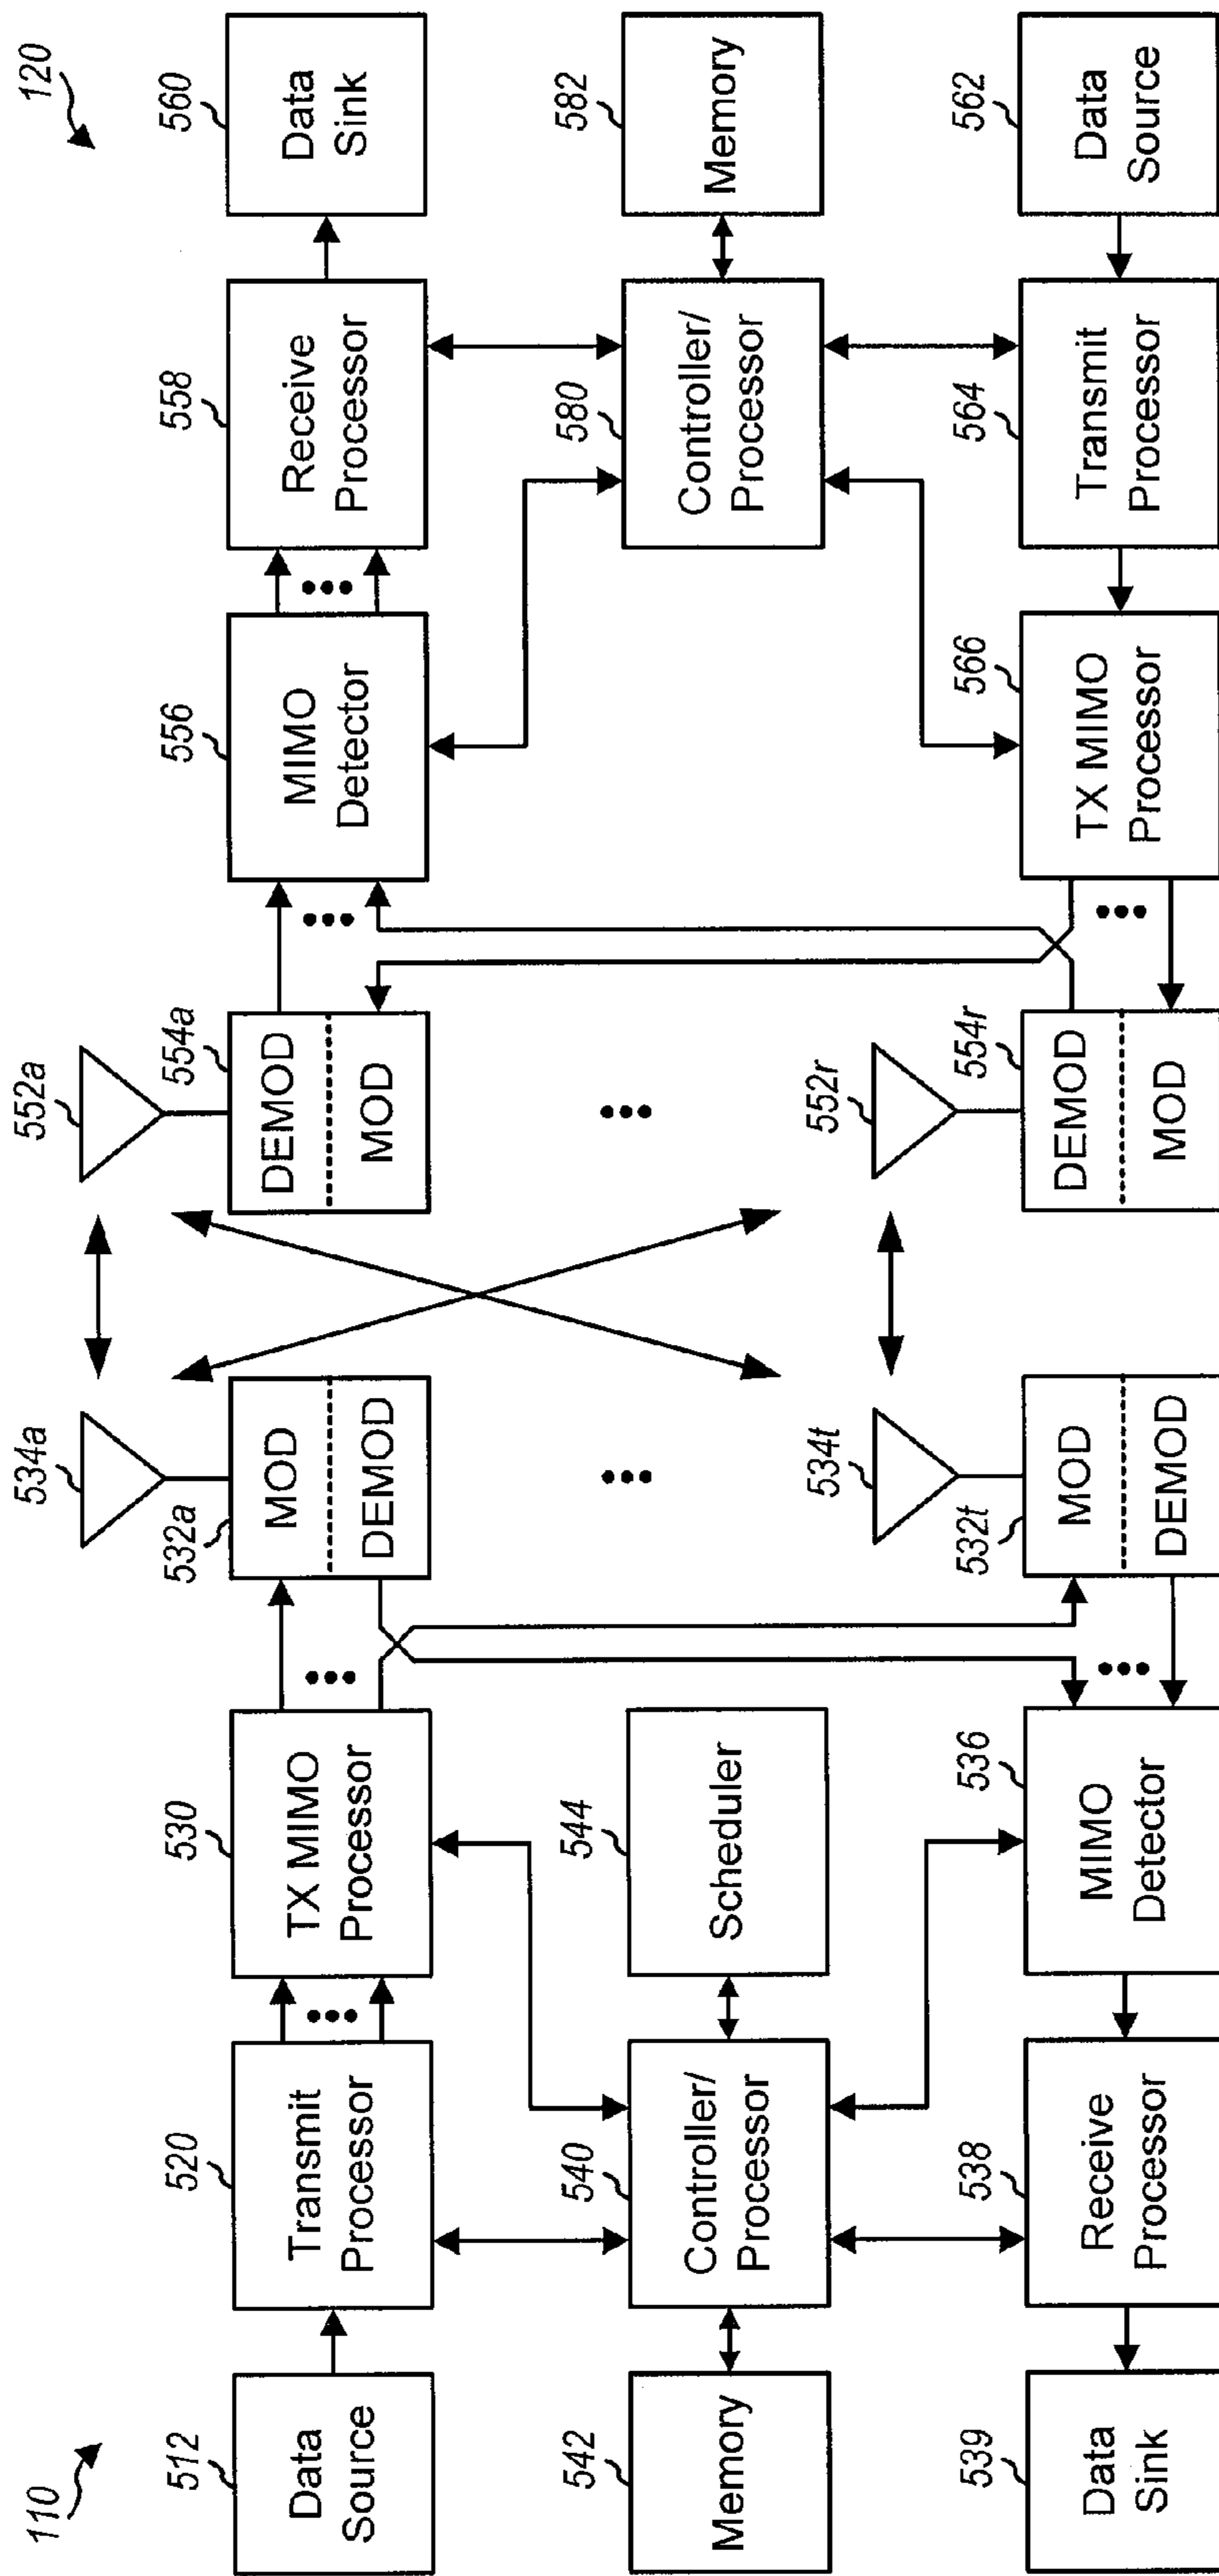 110
120
512
Data
Source
520
Transmit
Processor
530
TX MIMO
Processor
534a
532a
MOD
DEMOD
552a
554a
DEMOD
MOD
556
MIMO
Detector
558
Receive
Processor
560
Data
Sink
542
Memory
540
Controller/
Processor
544
Scheduler
580
Controller/
Processor
582
Memory
539
Data
Sink
538
Receive
Processor
536
MIMO
Detector
534t
532t
MOD
DEMOD
552r
554r
DEMOD
MOD
566
TX MIMO
Processor
564
Transmit
Processor
562
Data
Source